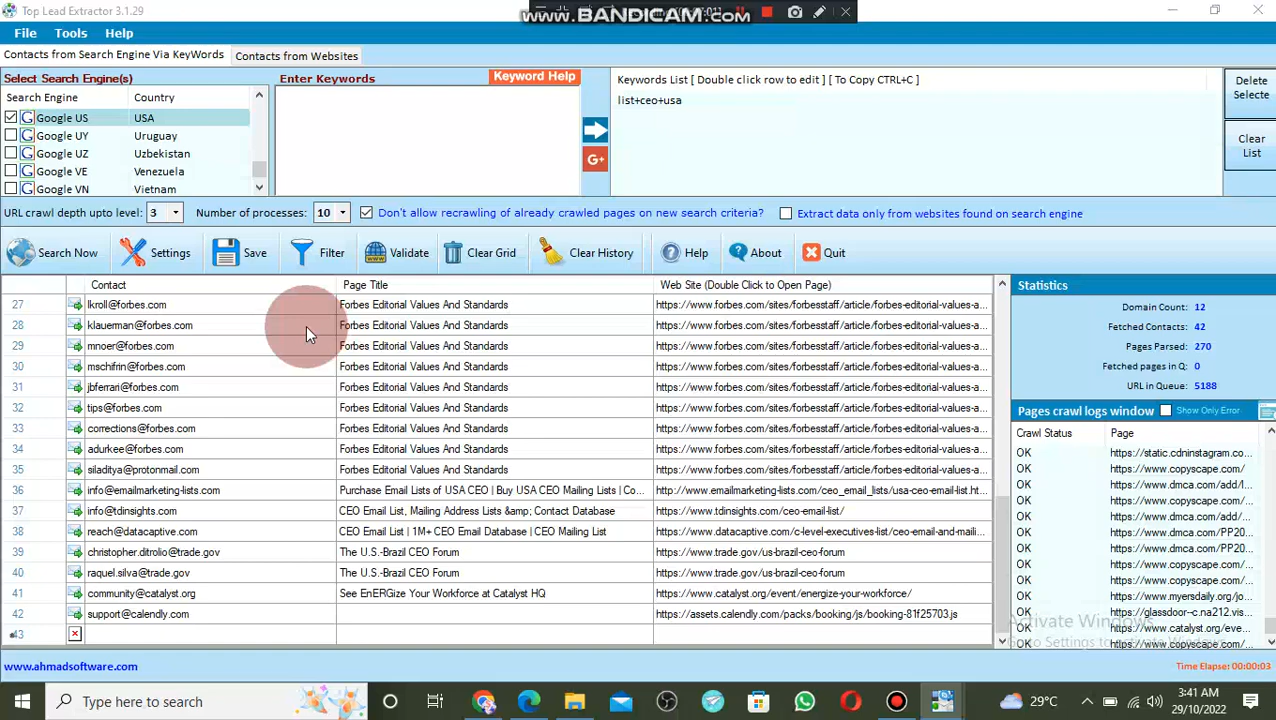 Top Lead Extractor 3.1.29
www.BANDICAM.com
File Tools Help
Contacts from Search Engine Via KeyWords Contacts from Websites
Select Search Engine(s)
Search Engine Country
Google US USA
Google UY Uruguay
Google UZ Uzbekistan
Google VE Venezuela
Google VN Vietnam
Enter Keywords Keyword Help
Keywords List [ Double click row to edit ] [ To Copy CTRL+C ]
list+ceo+usa
Delete
Selecte
Clear
List
URL crawl depth upto level: 3 Number of processes: 10 Don't allow recrawling of already crawled pages on new search criteria? Extract data only from websites found on search engine
Search Now Settings Save Filter Validate Clear Grid Clear History Help About Quit
Contact Page Title Web Site (Double Click to Open Page)
27 lkroll@forbes.com Forbes Editorial Values And Standards https://www.forbes.com/sites/forbesstaff/article/forbes-editorial-values-a...
28 klauerman@forbes.com Forbes Editorial Values And Standards https://www.forbes.com/sites/forbesstaff/article/forbes-editorial-values-a...
29 mnoer@forbes.com Forbes Editorial Values And Standards https://www.forbes.com/sites/forbesstaff/article/forbes-editorial-values-a...
30 mschifrin@forbes.com Forbes Editorial Values And Standards https://www.forbes.com/sites/forbesstaff/article/forbes-editorial-values-a...
31 jbferrari@forbes.com Forbes Editorial Values And Standards https://www.forbes.com/sites/forbesstaff/article/forbes-editorial-values-a...
32 tips@forbes.com Forbes Editorial Values And Standards https://www.forbes.com/sites/forbesstaff/article/forbes-editorial-values-a...
33 corrections@forbes.com Forbes Editorial Values And Standards https://www.forbes.com/sites/forbesstaff/article/forbes-editorial-values-a...
34 adurkee@forbes.com Forbes Editorial Values And Standards https://www.forbes.com/sites/forbesstaff/article/forbes-editorial-values-a...
35 siladitya@protonmail.com Forbes Editorial Values And Standards https://www.forbes.com/sites/forbesstaff/article/forbes-editorial-values-a...
36 info@emailmarketing-lists.com Purchase Email Lists of USA CEO | Buy USA CEO Mailing Lists | Co... http://www.emailmarketing-lists.com/ceo_email_lists/usa-ceo-email-list.ht...
37 info@tdinsights.com CEO Email List, Mailing Address Lists &amp; Contact Database https://www.tdinsights.com/ceo-email-list/
38 reach@datacaptive.com CEO Email List | 1M+ CEO Email Database | CEO Mailing List https://www.datacaptive.com/c-level-executives-list/ceo-email-and-maili...
39 christopher.ditrolio@trade.gov The U.S.-Brazil CEO Forum https://www.trade.gov/us-brazil-ceo-forum
40 raquel.silva@trade.gov The U.S.-Brazil CEO Forum https://www.trade.gov/us-brazil-ceo-forum
41 community@catalyst.org See EnERGize Your Workforce at Catalyst HQ https://www.catalyst.org/event/energize-your-workforce/
42 support@calendly.com https://assets.calendly.com/packs/booking/js/booking-81f25703.js
43
Statistics
Domain Count: 12
Fetched Contacts: 42
Pages Parsed: 270
Fetched pages in Q: 0
URL in Queue: 5188
Pages crawl logs window Show Only Error
Crawl Status Page
OK https://static.cdninstagram.co...
OK https://www.copyscape.com/
OK https://www.dmca.com/add/l
OK https://www.copyscape.com/
OK https://www.dmca.com/add/
OK https://www.dmca.com/PP20...
OK https://www.dmca.com/PP20...
OK https://www.copyscape.com/...
OK https://www.copyscape.com/
OK https://www.myersdaily.org/jo...
OK https://glassdoor--c.na212.vis...
OK https://www.catalyst.org/eve...
OK https://www.copyscape.com/...
Activate Windows
Go to Settings to activate Windows.
www.ahmadsoftware.com
Time Elapse: 00:00:03
Type here to search
29°C
3:41 AM
29/10/2022